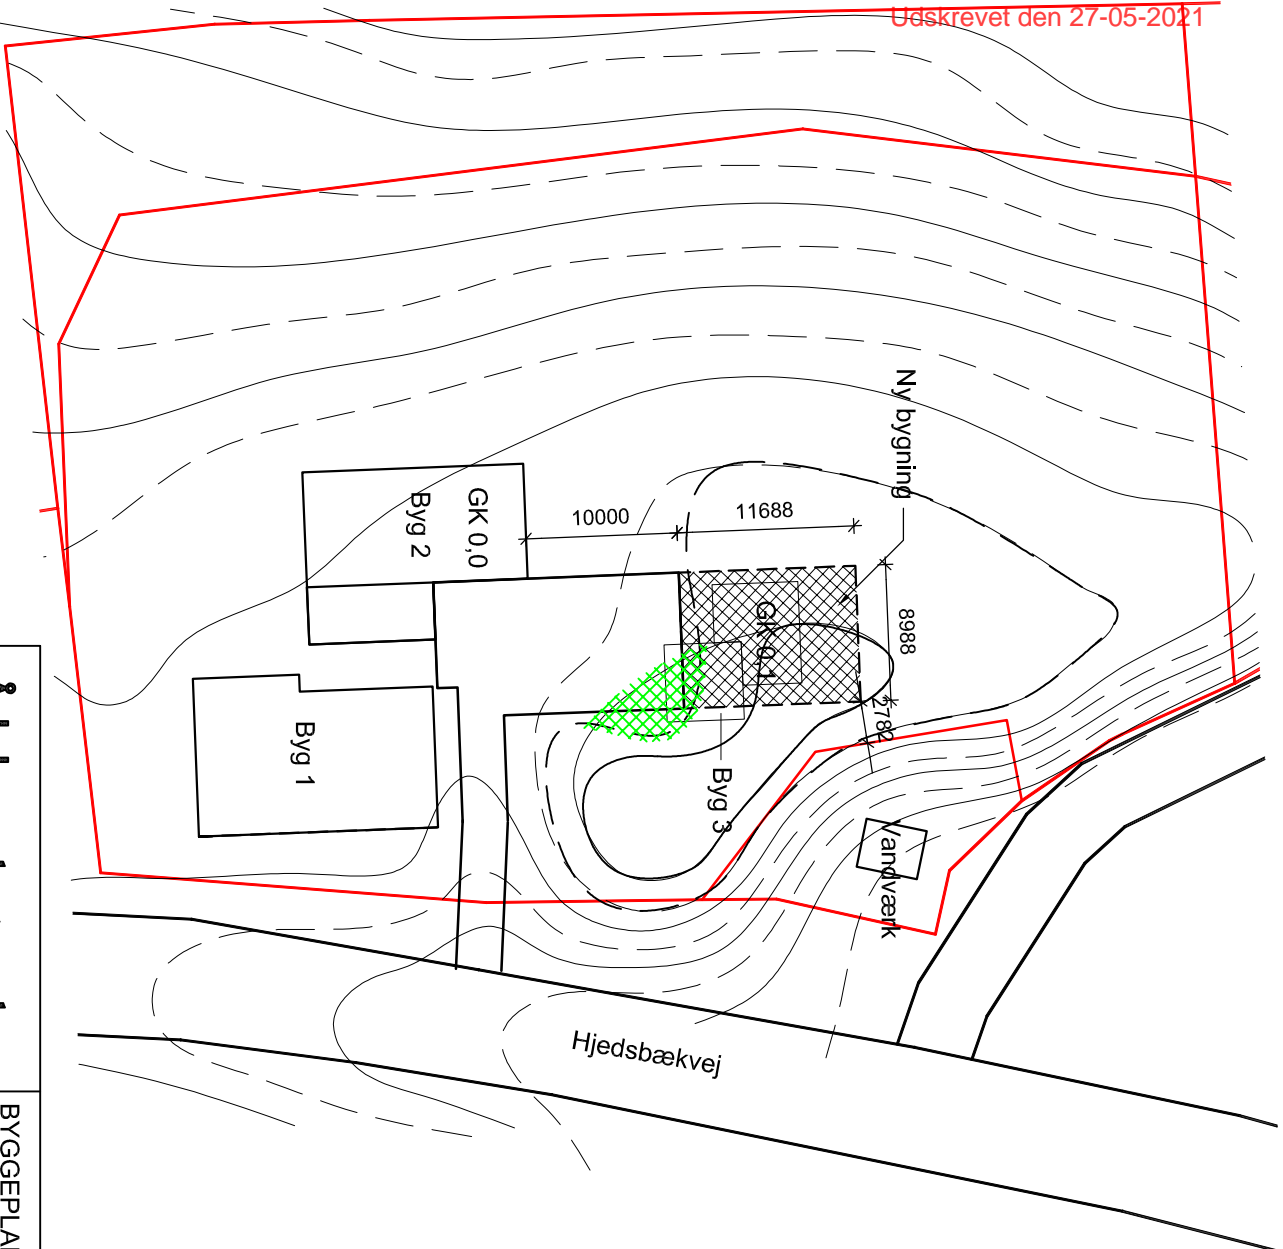 Udskrevet den 27-05-2021
Ny bygning
GK 0,0
Byg 2
10000
11688
8988
GK 0,1
2782
Byg 1
Byg 3
Vandværk
Hjedsbækvej